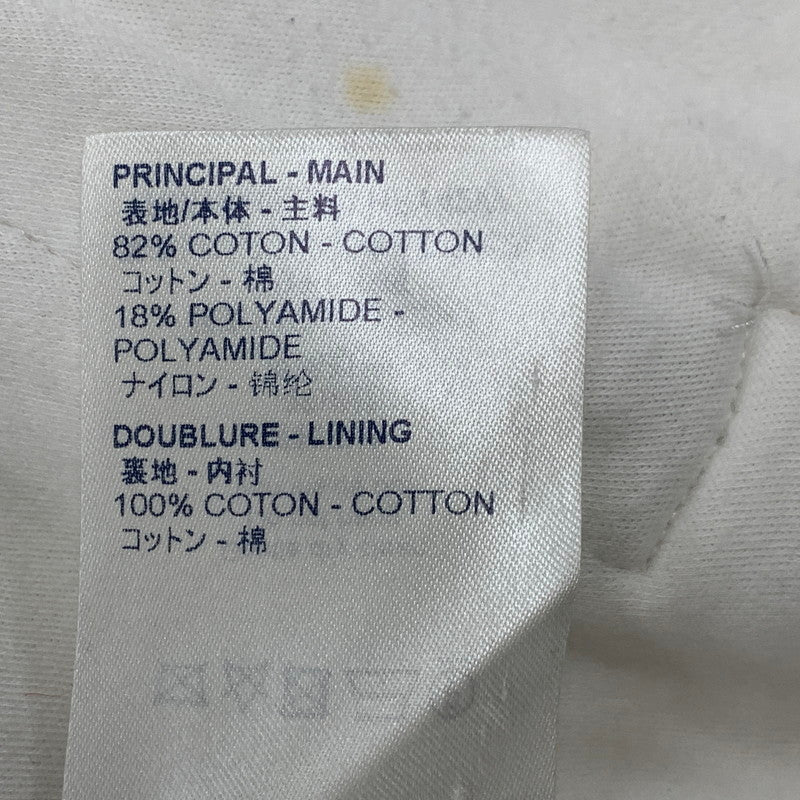 PRINCIPAL - MAIN
表地/本体 - 主料
82% COTON - COTTON
コットン - 棉
18% POLYAMIDE -
POLYAMIDE
ナイロン - 锦纶
DOUBLURE - LINING
裏地 - 内衬
100% COTON - COTTON
コットン - 棉